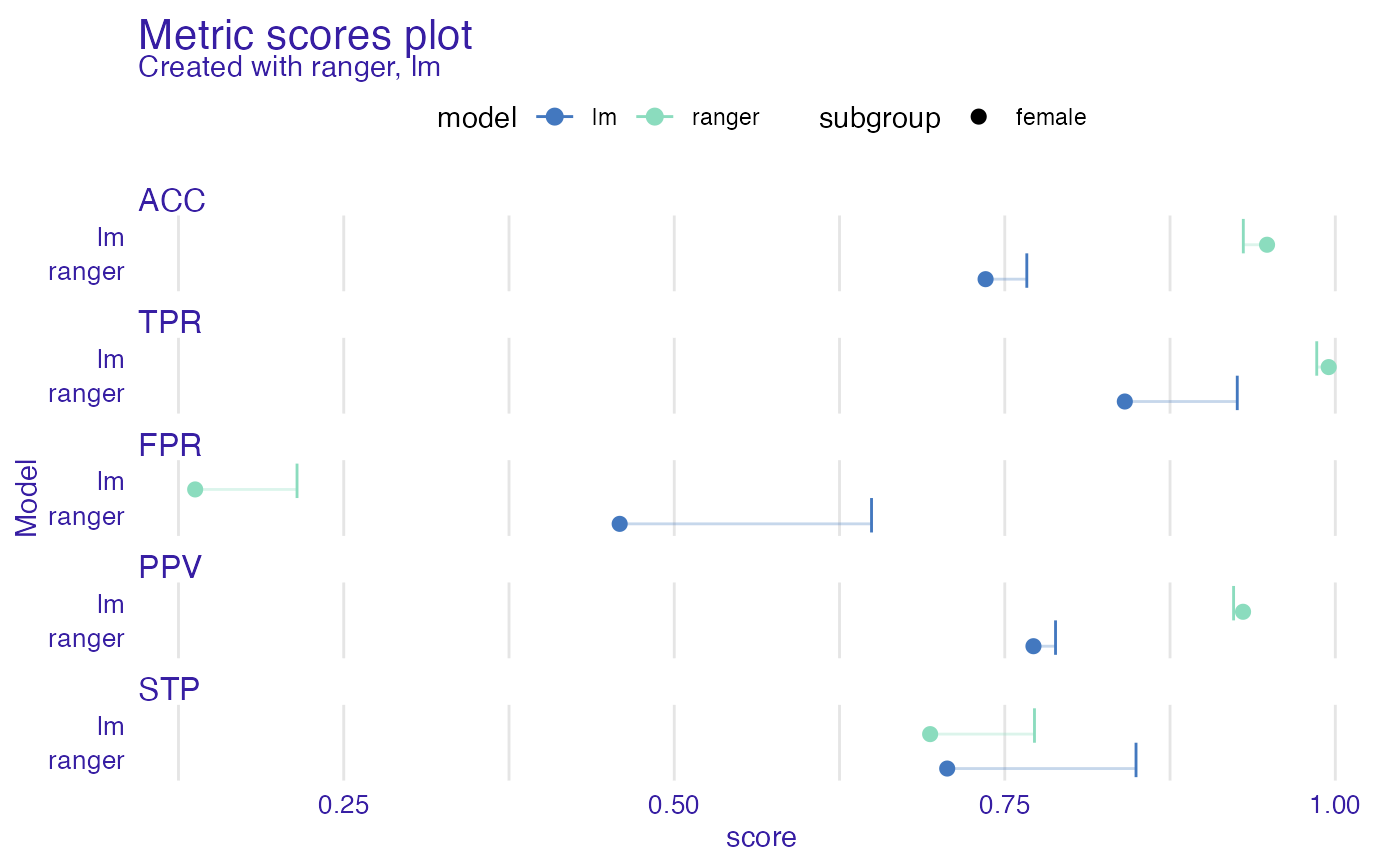 Metric scores plot
Created with ranger, lm
model lm ranger subgroup female
ACC
lm
ranger
TPR
lm
ranger
FPR
lm
ranger
PPV
lm
ranger
STP
lm
ranger
Model
0.25 0.50 0.75 1.00
score